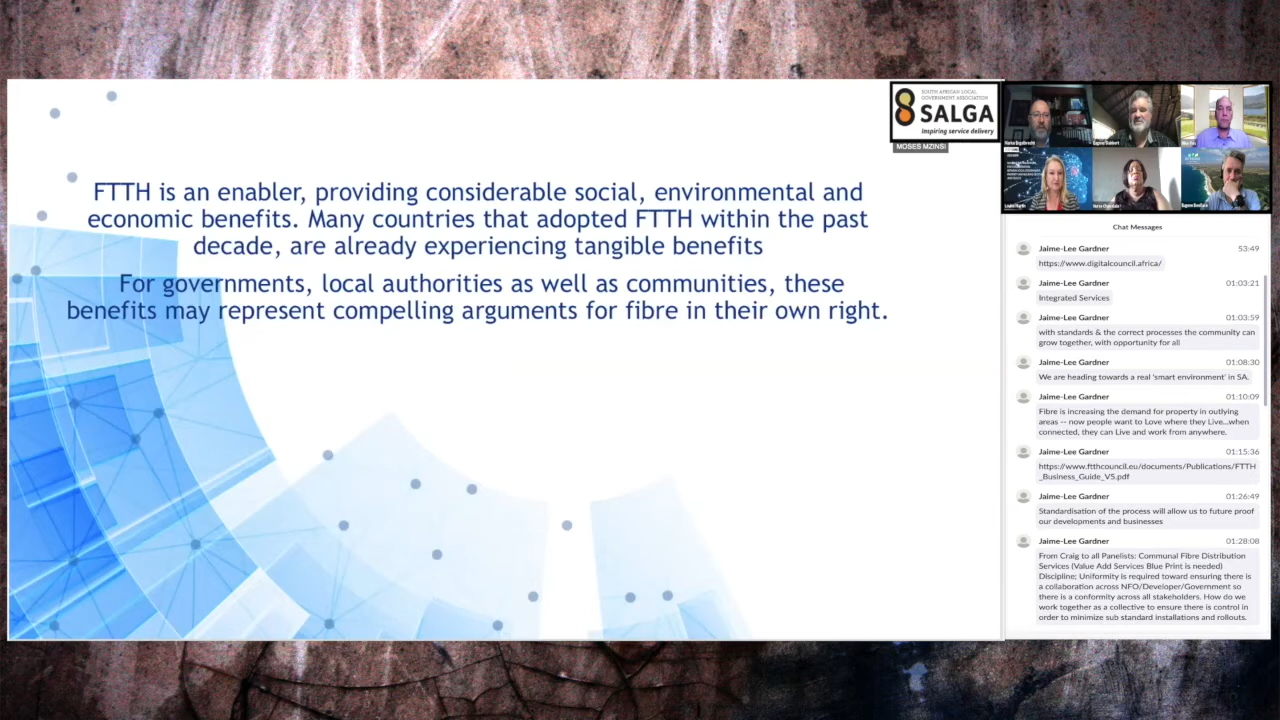 FTTH is an enabler, providing considerable social, environmental and
economic benefits. Many countries that adopted FTTH within the past
decade, are already experiencing tangible benefits
For governments, local authorities as well as communities, these
benefits may represent compelling arguments for fibre in their own right.
SOUTH AFRICAN LOCAL
GOVERNMENT ASSOCIATION
SALGA
Inspiring service delivery
MOSES MZINSI
Chat Messages
Jaime-Lee Gardner 53:49
https://www.digitalcouncil.africa/
Jaime-Lee Gardner 01:03:21
Integrated Services
Jaime-Lee Gardner 01:03:59
with standards & the correct processes the community can
grow together, with opportunity for all
Jaime-Lee Gardner 01:08:30
We are heading towards a real 'smart environment' in SA.
Jaime-Lee Gardner 01:10:09
Fibre is increasing the demand for property in outlying
areas -- now people want to Love where they Live...when
connected, they can Live and work from anywhere.
Jaime-Lee Gardner 01:15:36
https://www.ftthcouncil.eu/documents/Publications/FTTH
_Business_Guide_V5.pdf
Jaime-Lee Gardner 01:26:49
Standardisation of the process will allow us to future proof
our developments and businesses
Jaime-Lee Gardner 01:28:08
From Craig to all Panelists: Communal Fibre Distribution
Services (Value Add Services Blue Print is needed)
Discipline; Uniformity is required toward ensuring there is
a collaboration across NFO/Developer/Government so
there is a conformity across all stakeholders. How do we
work together as a collective to ensure there is control in
order to minimize sub standard installations and rollouts.